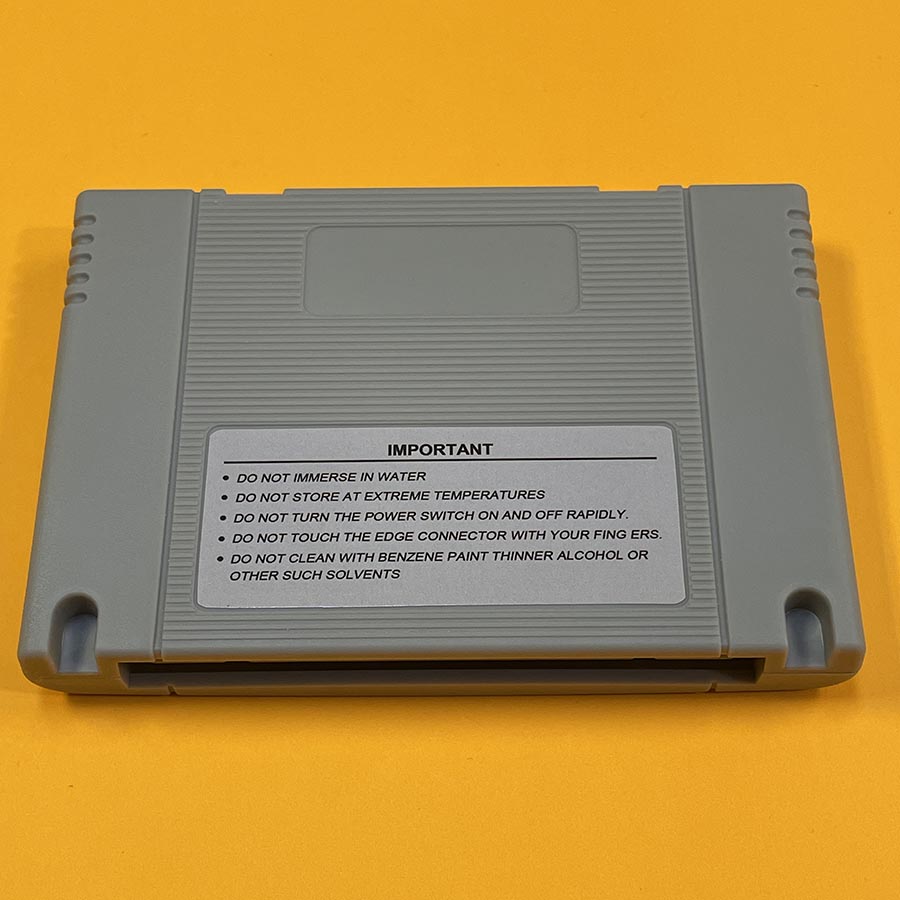 IMPORTANT
• DO NOT IMMERSE IN WATER
• DO NOT STORE AT EXTREME TEMPERATURES
• DO NOT TURN THE POWER SWITCH ON AND OFF RAPIDLY.
• DO NOT TOUCH THE EDGE CONNECTOR WITH YOUR FING ERS.
• DO NOT CLEAN WITH BENZENE PAINT THINNER ALCOHOL OR
OTHER SUCH SOLVENTS